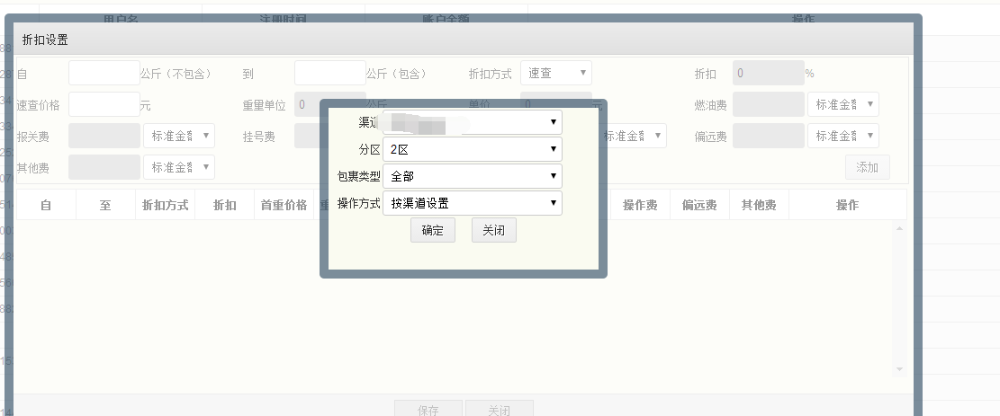 用户名 注册时间 账户金额 操作
折扣设置
自 公斤（不包含） 到 公斤（包含） 折扣方式 速查 折扣 0 %
速查价格 元 重量单位 0 公斤 单价 0 元 燃油费 标准金额
报关费 标准金额 挂号费 标准金额 偏远费 标准金额
其他费 标准金额 添加
渠道
分区 2区
包裹类型 全部
操作方式 按渠道设置
确定 关闭
自 至 折扣方式 折扣 首重价格 操作费 偏远费 其他费 操作
保存 关闭